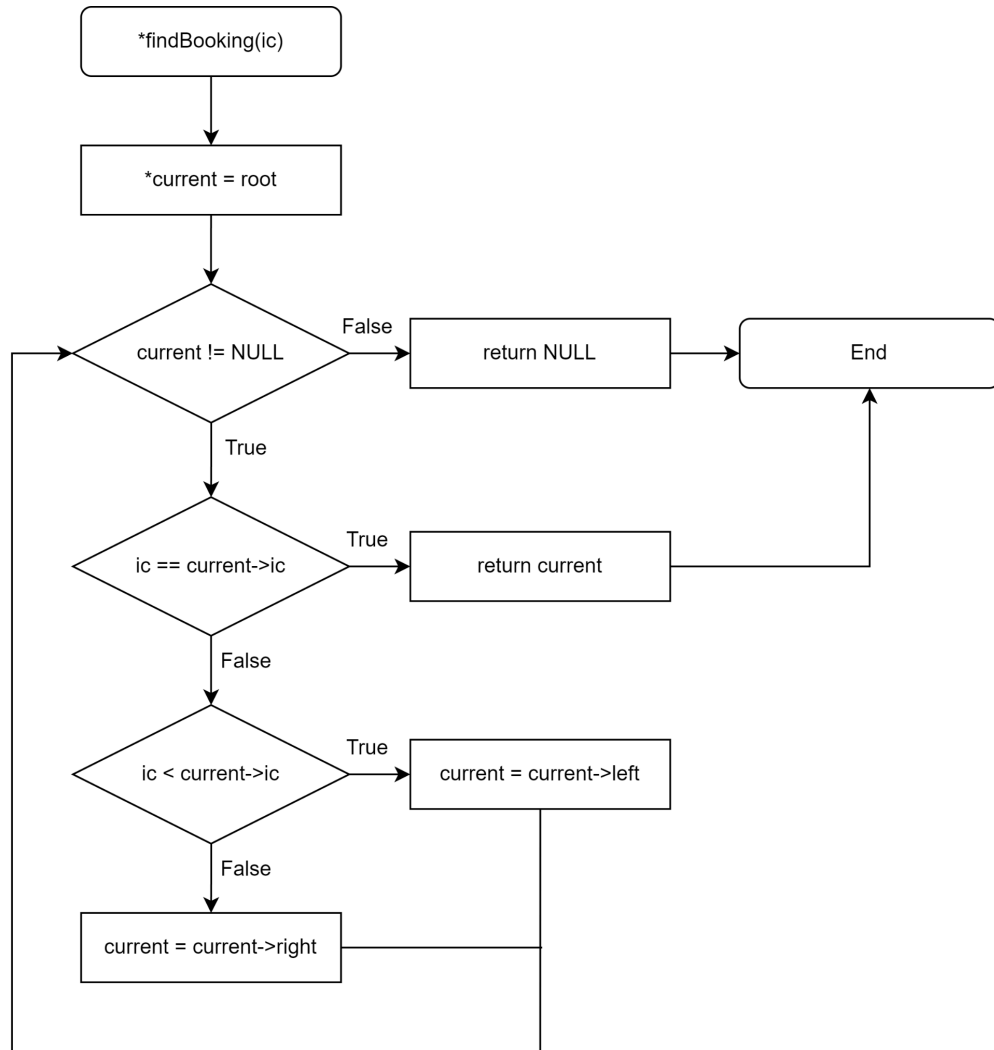 *findBooking(ic)
*current = root
current != NULL
False
return NULL
End
True
ic == current->ic
True
return current
False
ic < current->ic
True
current = current->left
False
current = current->right